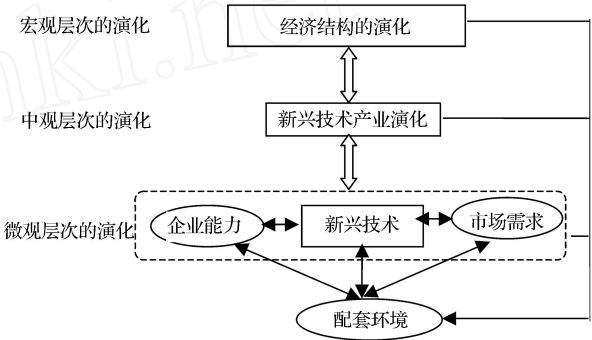 宏观层次的演化
经济结构的演化
中观层次的演化
新兴技术产业演化
微观层次的演化
企业能力
新兴技术
市场需求
配套环境